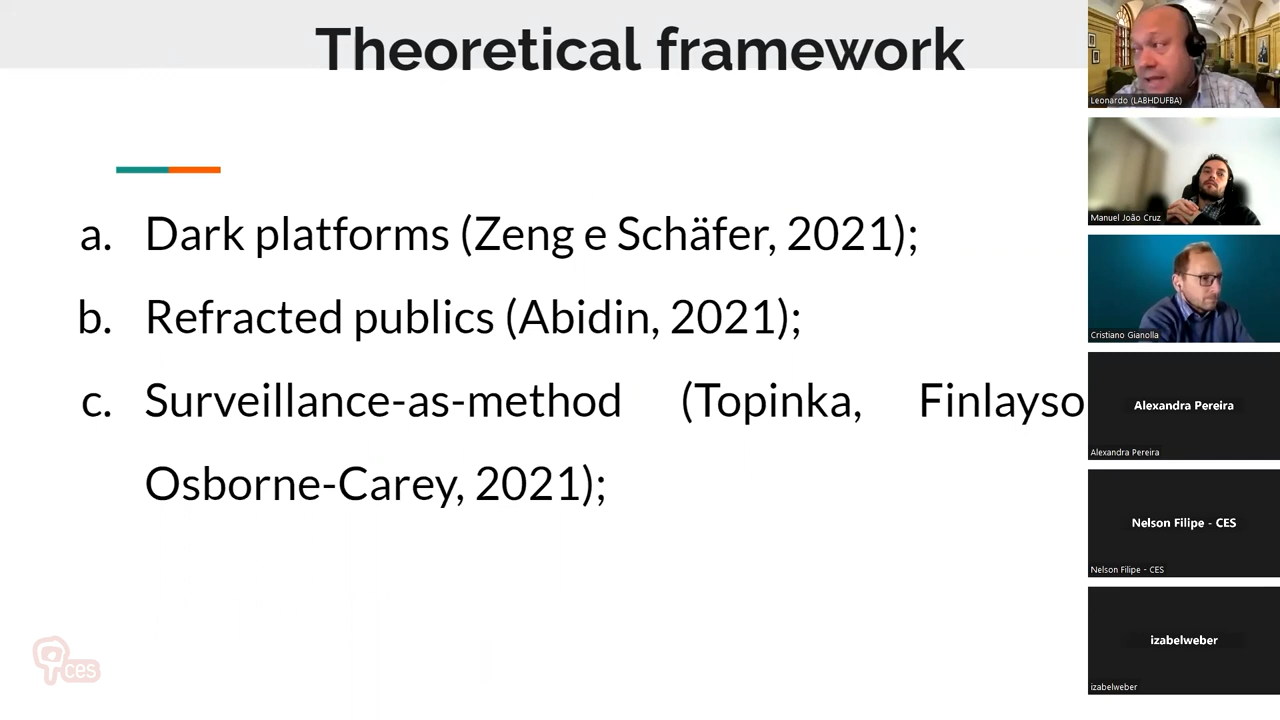 Theoretical framework
a. Dark platforms (Zeng e Schäfer, 2021);
b. Refracted publics (Abidin, 2021);
c. Surveillance-as-method (Topinka, Finlayso
Osborne-Carey, 2021);
ces
Leonardo (LABHDUFBA)
Manuel João Cruz
Cristiano Gianolla
Alexandra Pereira
Alexandra Pereira
Nelson Filipe - CES
Nelson Filipe - CES
izabelweber
izabelweber